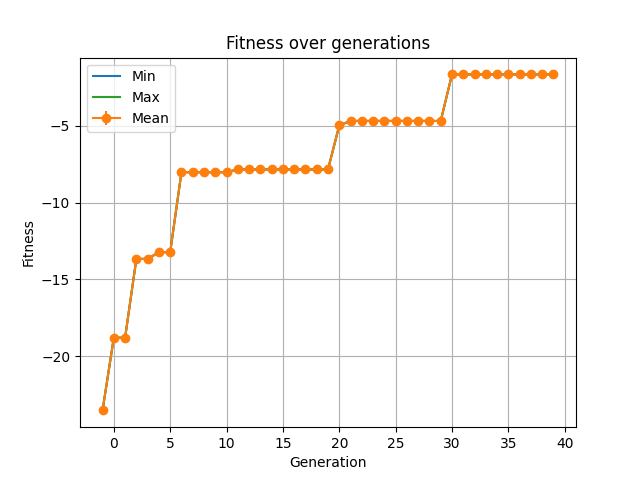 Fitness over generations
Min
Max
Mean
−5
−10
−15
−20
Fitness
0 5 10 15 20 25 30 35 40
Generation